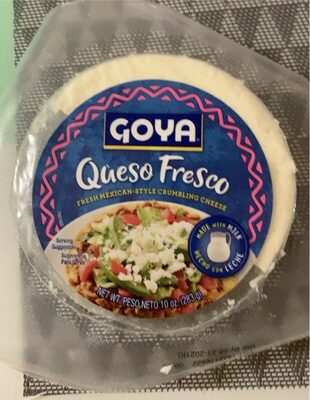 GOYA
Queso Fresco
FRESH MEXICAN-STYLE CRUMBLING CHEESE
Serving
Suggestion
Sugerencia
Para Servir
MADE with MILK
HECHO con LECHE
NET WT./PESO NETO 10 oz. (283 g)